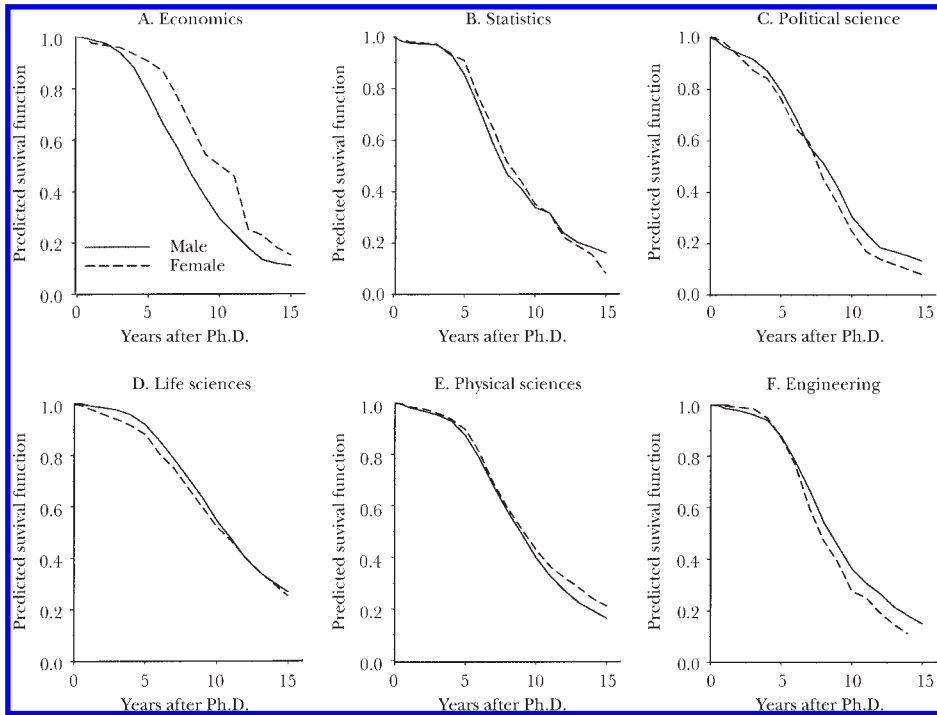 A. Economics
Predicted suvival function
1.0
0.8
0.6
0.4
0.2
0.0
Male
Female
0 5 10 15
Years after Ph.D.
B. Statistics
Predicted suvival function
1.0
0.8
0.6
0.4
0.2
0.0
0 5 10 15
Years after Ph.D.
C. Political science
Predicted suvival function
1.0
0.8
0.6
0.4
0.2
0.0
0 5 10 15
Years after Ph.D.
D. Life sciences
Predicted suvival function
1.0
0.8
0.6
0.4
0.2
0.0
0 5 10 15
Years after Ph.D.
E. Physical sciences
Predicted suvival function
1.0
0.8
0.6
0.4
0.2
0.0
0 5 10 15
Years after Ph.D.
F. Engineering
Predicted suvival function
1.0
0.8
0.6
0.4
0.2
0.0
0 5 10 15
Years after Ph.D.